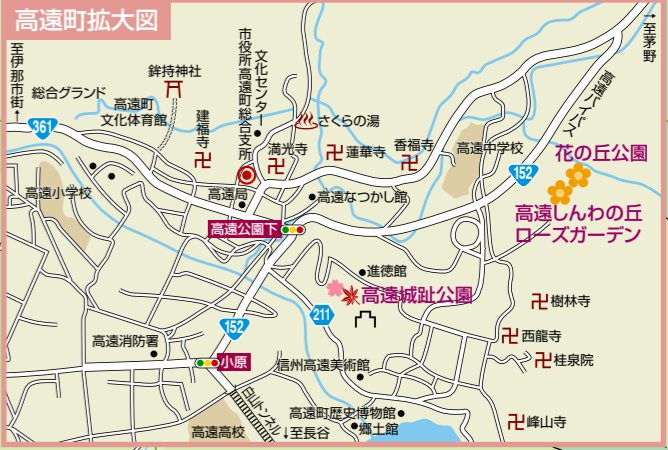 高遠町拡大図
至伊那市街↑
総合グランド
鉾持神社
高遠町
文化体育館
建福寺
市役所高遠町総合支所
文化センター
さくらの湯
満光寺
蓮華寺
香福寺
高遠中学校
高遠バイパス
→至茅野
花の丘公園
361
152
高遠小学校
高遠局
高遠なつかし館
高遠しんわの丘
ローズガーデン
高遠公園下
進徳館
高遠城趾公園
樹林寺
211
152
西龍寺
高遠消防署
小原
信州高遠美術館
桂泉院
白山トンネル
高遠町歴史博物館
郷土館
峰山寺
高遠高校
↓至長谷